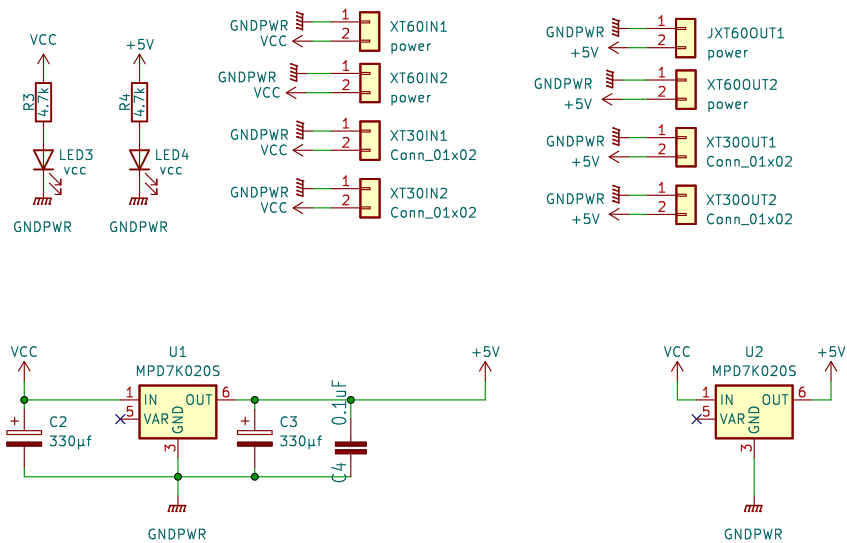 VCC
R3
4.7k
LED3
vcc
GNDPWR
+5V
R4
4.7k
LED4
vcc
GNDPWR
GNDPWR 1 XT60IN1
VCC 2 power
GNDPWR 1 XT60IN2
VCC 2 power
GNDPWR 1 XT30IN1
VCC 2 Conn_01x02
GNDPWR 1 XT30IN2
VCC 2 Conn_01x02
GNDPWR 1 JXT60OUT1
+5V 2 power
GNDPWR 1 XT60OUT2
+5V 2 power
GNDPWR 1 XT30OUT1
+5V 2 Conn_01x02
GNDPWR 1 XT30OUT2
+5V 2 Conn_01x02
VCC
U1
MPD7K020S
1 IN OUT 6
5 VAR
GND
3
+
C2
330µf
+
C3
330µf
0.1uF
C4
+5V
GNDPWR
VCC
U2
MPD7K020S
+5V
1 IN OUT 6
5 VAR
GND
3
GNDPWR